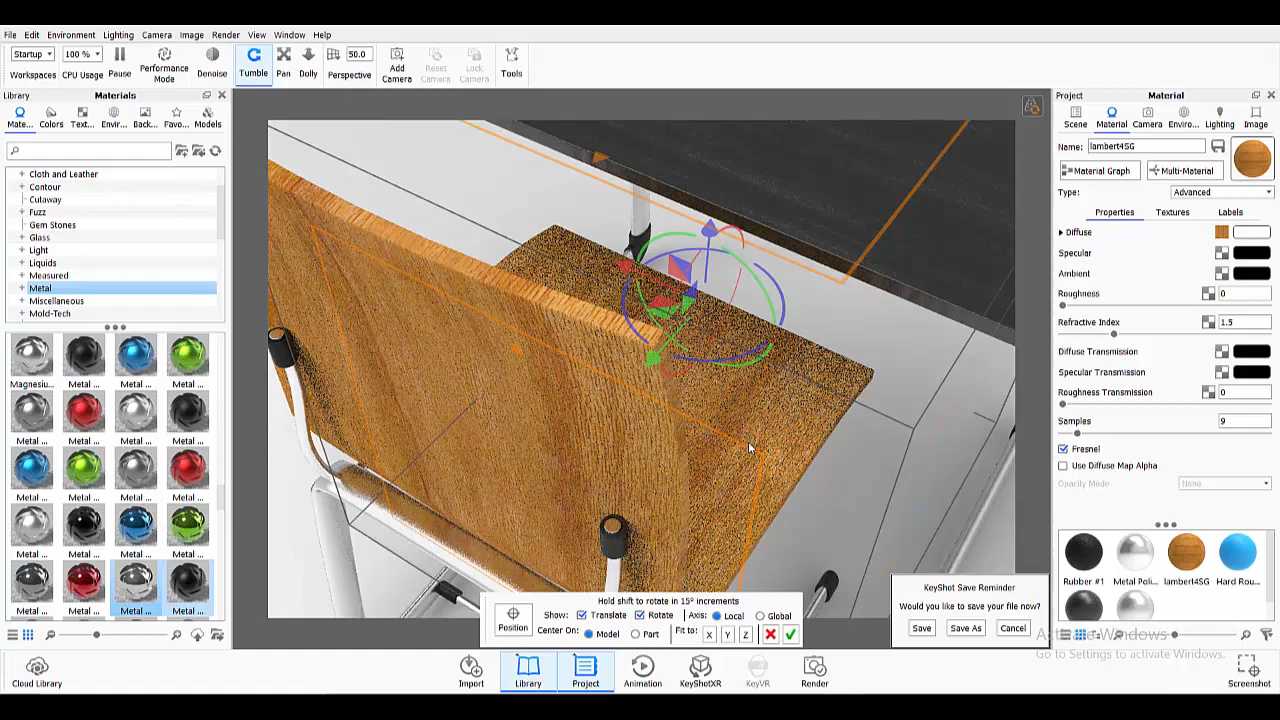 File Edit Environment Lighting Camera Image Render View Window Help
Startup 100 % 50.0
Workspaces CPU Usage Pause Performance Mode Denoise Tumble Pan Dolly Perspective Add Camera Reset Camera Lock Camera Tools
Library Materials
Mate... Colors Text... Envir... Back... Favo... Models
Cloth and Leather
Contour
Cutaway
Fuzz
Gem Stones
Glass
Light
Liquids
Measured
Metal
Miscellaneous
Mold-Tech
Magnesiu... Metal ... Metal ... Metal ...
Metal ... Metal ... Metal ... Metal ...
Metal ... Metal ... Metal ... Metal ...
Metal ... Metal ... Metal ... Metal ...
Metal ... Metal ... Metal ... Metal ...
Project Material
Scene Material Camera Enviro... Lighting Image
Name: lambert4SG
Material Graph Multi-Material
Type: Advanced
Properties Textures Labels
Diffuse
Specular
Ambient
Roughness 0
Refractive Index 1.5
Diffuse Transmission
Specular Transmission
Roughness Transmission 0
Samples 9
Fresnel
Use Diffuse Map Alpha
Opacity Mode None
Rubber #1 Metal Poli... lambert4SG Hard Rou...
Hold shift to rotate in 15° increments
Position Show: Translate Rotate Axis: Local Global
Center On: Model Part Fit to: X Y Z
KeyShot Save Reminder
Would you like to save your file now?
Save Save As Cancel
Activate Windows
Go to Settings to activate Windows.
Cloud Library Import Library Project Animation KeyShotXR KeyVR Render Screenshot